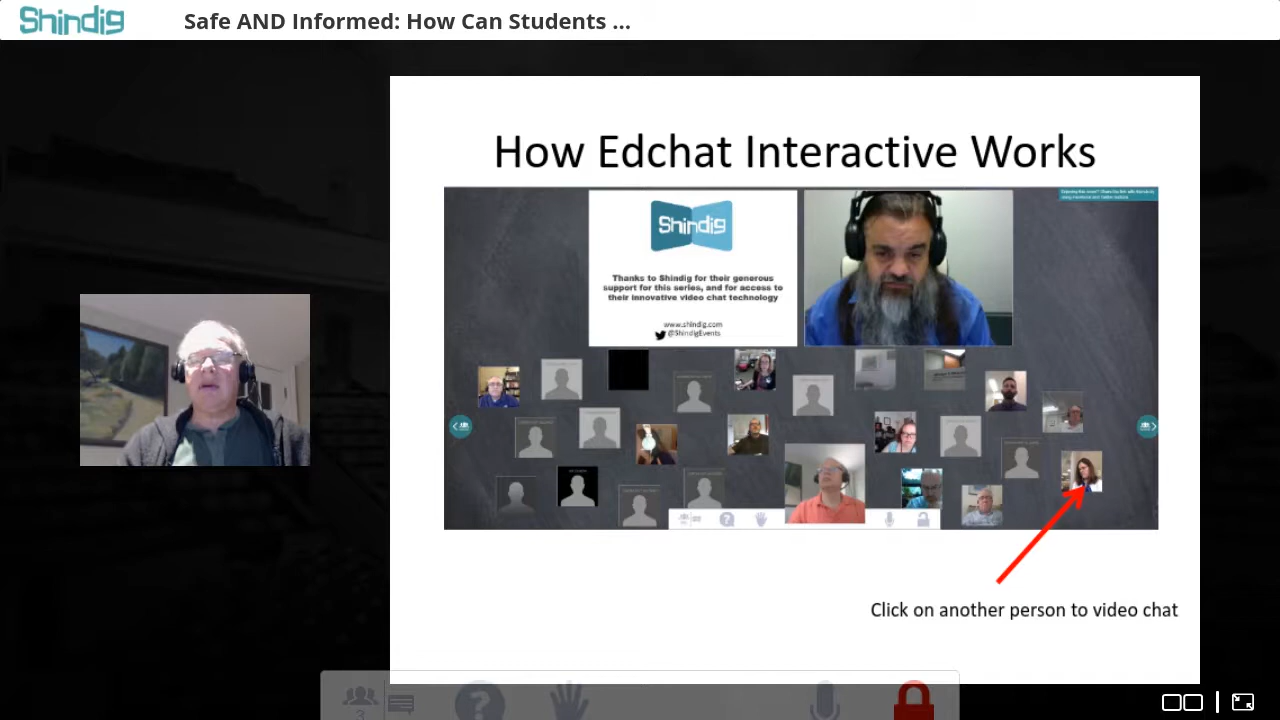 Shindig
Safe AND Informed: How Can Students ...
How Edchat Interactive Works
Shindig
Thanks to Shindig for their generous
support for this series, and for access to
their innovative video chat technology
www.shindig.com
@ShindigEvents
Click on another person to video chat
3